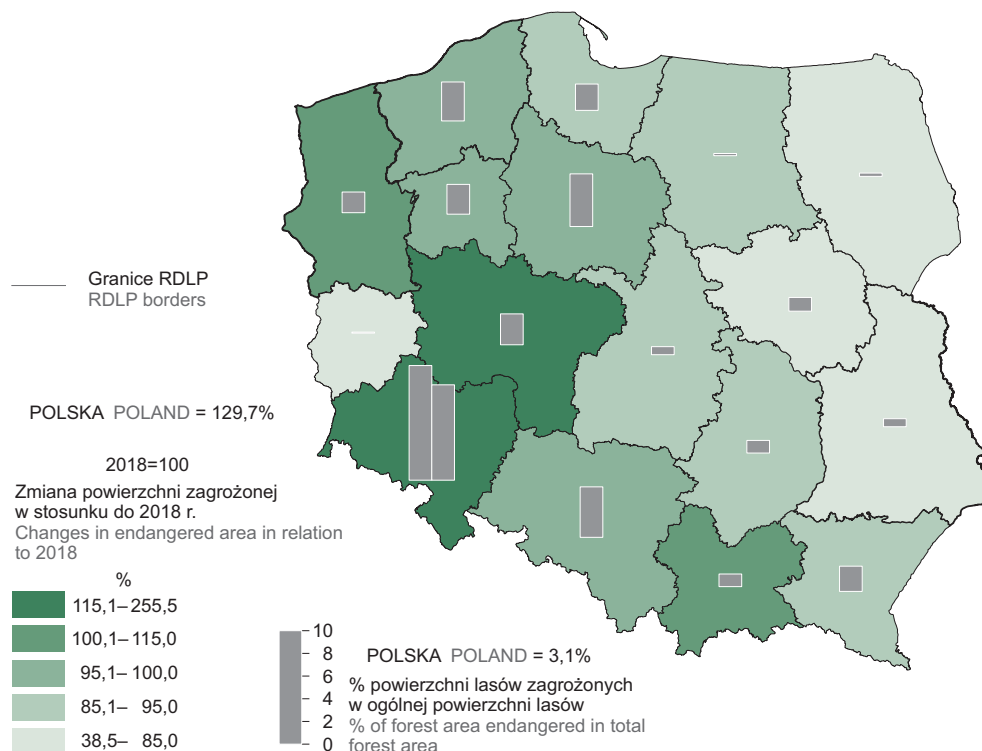 Granice RDLP
RDLP borders
POLSKA POLAND = 129,7%
2018=100
Zmiana powierzchni zagrożonej
w stosunku do 2018 r.
Changes in endangered area in relation
to 2018
%
115,1– 255,5
100,1– 115,0
95,1– 100,0
85,1– 95,0
38,5– 85,0
10
8
6
4
2
0
POLSKA POLAND = 3,1%
% powierzchni lasów zagrożonych
w ogólnej powierzchni lasów
% of forest area endangered in total
forest area